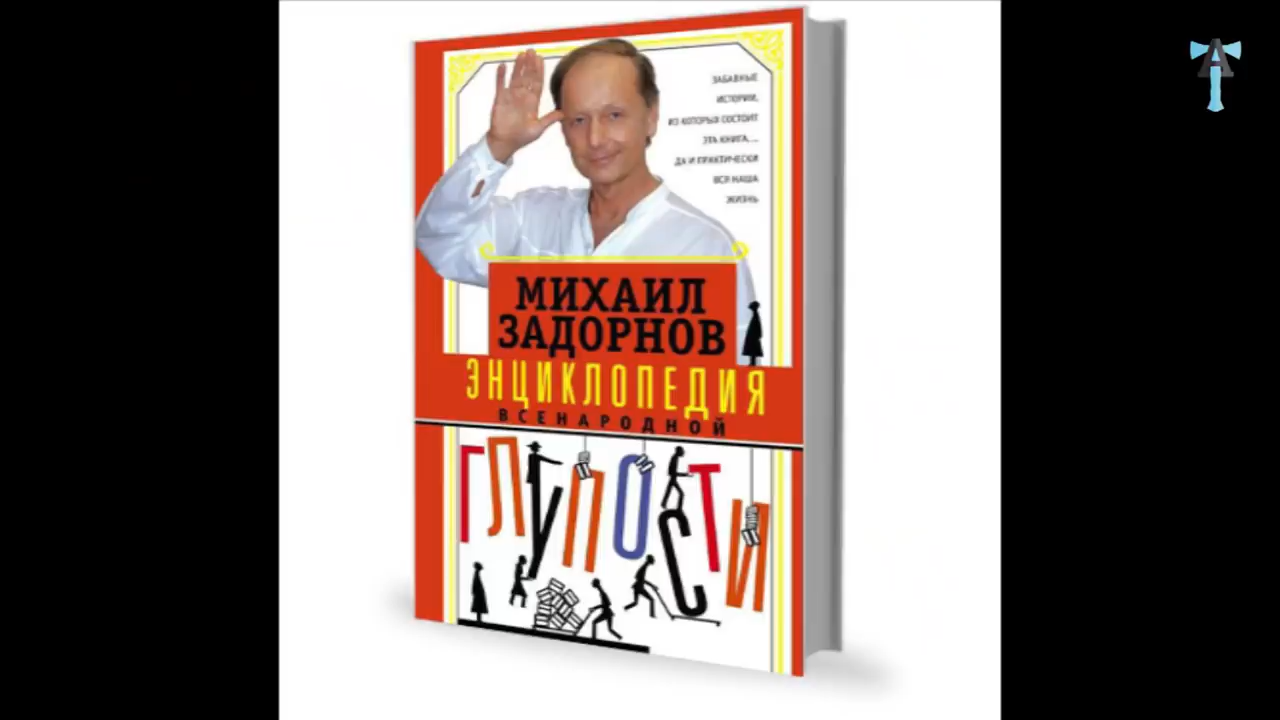 ЗАБАВНЫЕ
ИСТОРИИ,
ИЗ КОТОРЫХ СОСТОИТ
ЭТА КНИГА,...
ДА И ПРАКТИЧЕСКИ
ВСЯ НАША
ЖИЗНЬ
МИХАИЛ
ЗАДОРНОВ
ЭНЦИКЛОПЕДИЯ
ВСЕНАРОДНОЙ
ГЛУПОСТИ